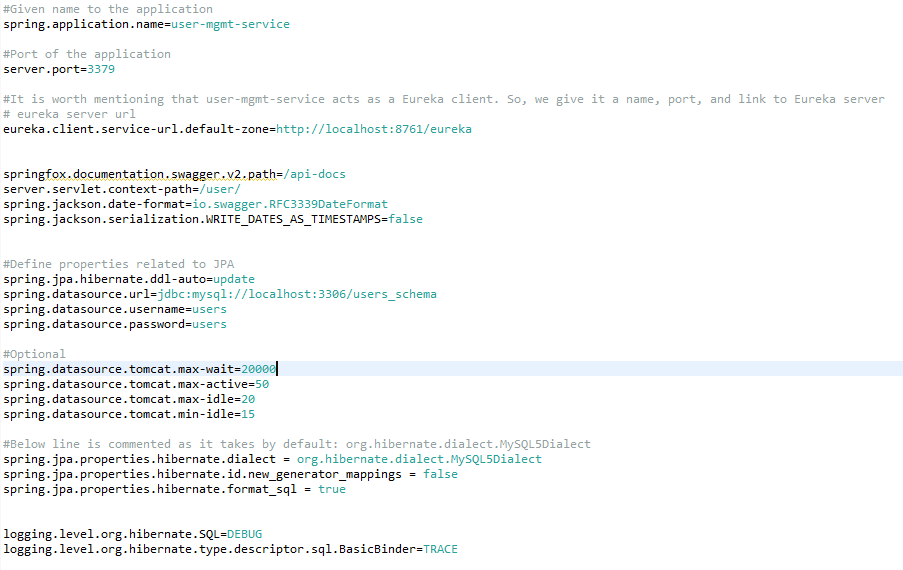 #Given name to the application
spring.application.name=user-mgmt-service
#Port of the application
server.port=3379
#It is worth mentioning that user-mgmt-service acts as a Eureka client. So, we give it a name, port, and link to Eureka server
# eureka server url
eureka.client.service-url.default-zone=http://localhost:8761/eureka
springfox.documentation.swagger.v2.path=/api-docs
server.servlet.context-path=/user/
spring.jackson.date-format=io.swagger.RFC3339DateFormat
spring.jackson.serialization.WRITE_DATES_AS_TIMESTAMPS=false
#Define properties related to JPA
spring.jpa.hibernate.ddl-auto=update
spring.datasource.url=jdbc:mysql://localhost:3306/users_schema
spring.datasource.username=users
spring.datasource.password=users
#Optional
spring.datasource.tomcat.max-wait=20000
spring.datasource.tomcat.max-active=50
spring.datasource.tomcat.max-idle=20
spring.datasource.tomcat.min-idle=15
#Below line is commented as it takes by default: org.hibernate.dialect.MySQL5Dialect
spring.jpa.properties.hibernate.dialect = org.hibernate.dialect.MySQL5Dialect
spring.jpa.properties.hibernate.id.new_generator_mappings = false
spring.jpa.properties.hibernate.format_sql = true
logging.level.org.hibernate.SQL=DEBUG
logging.level.org.hibernate.type.descriptor.sql.BasicBinder=TRACE